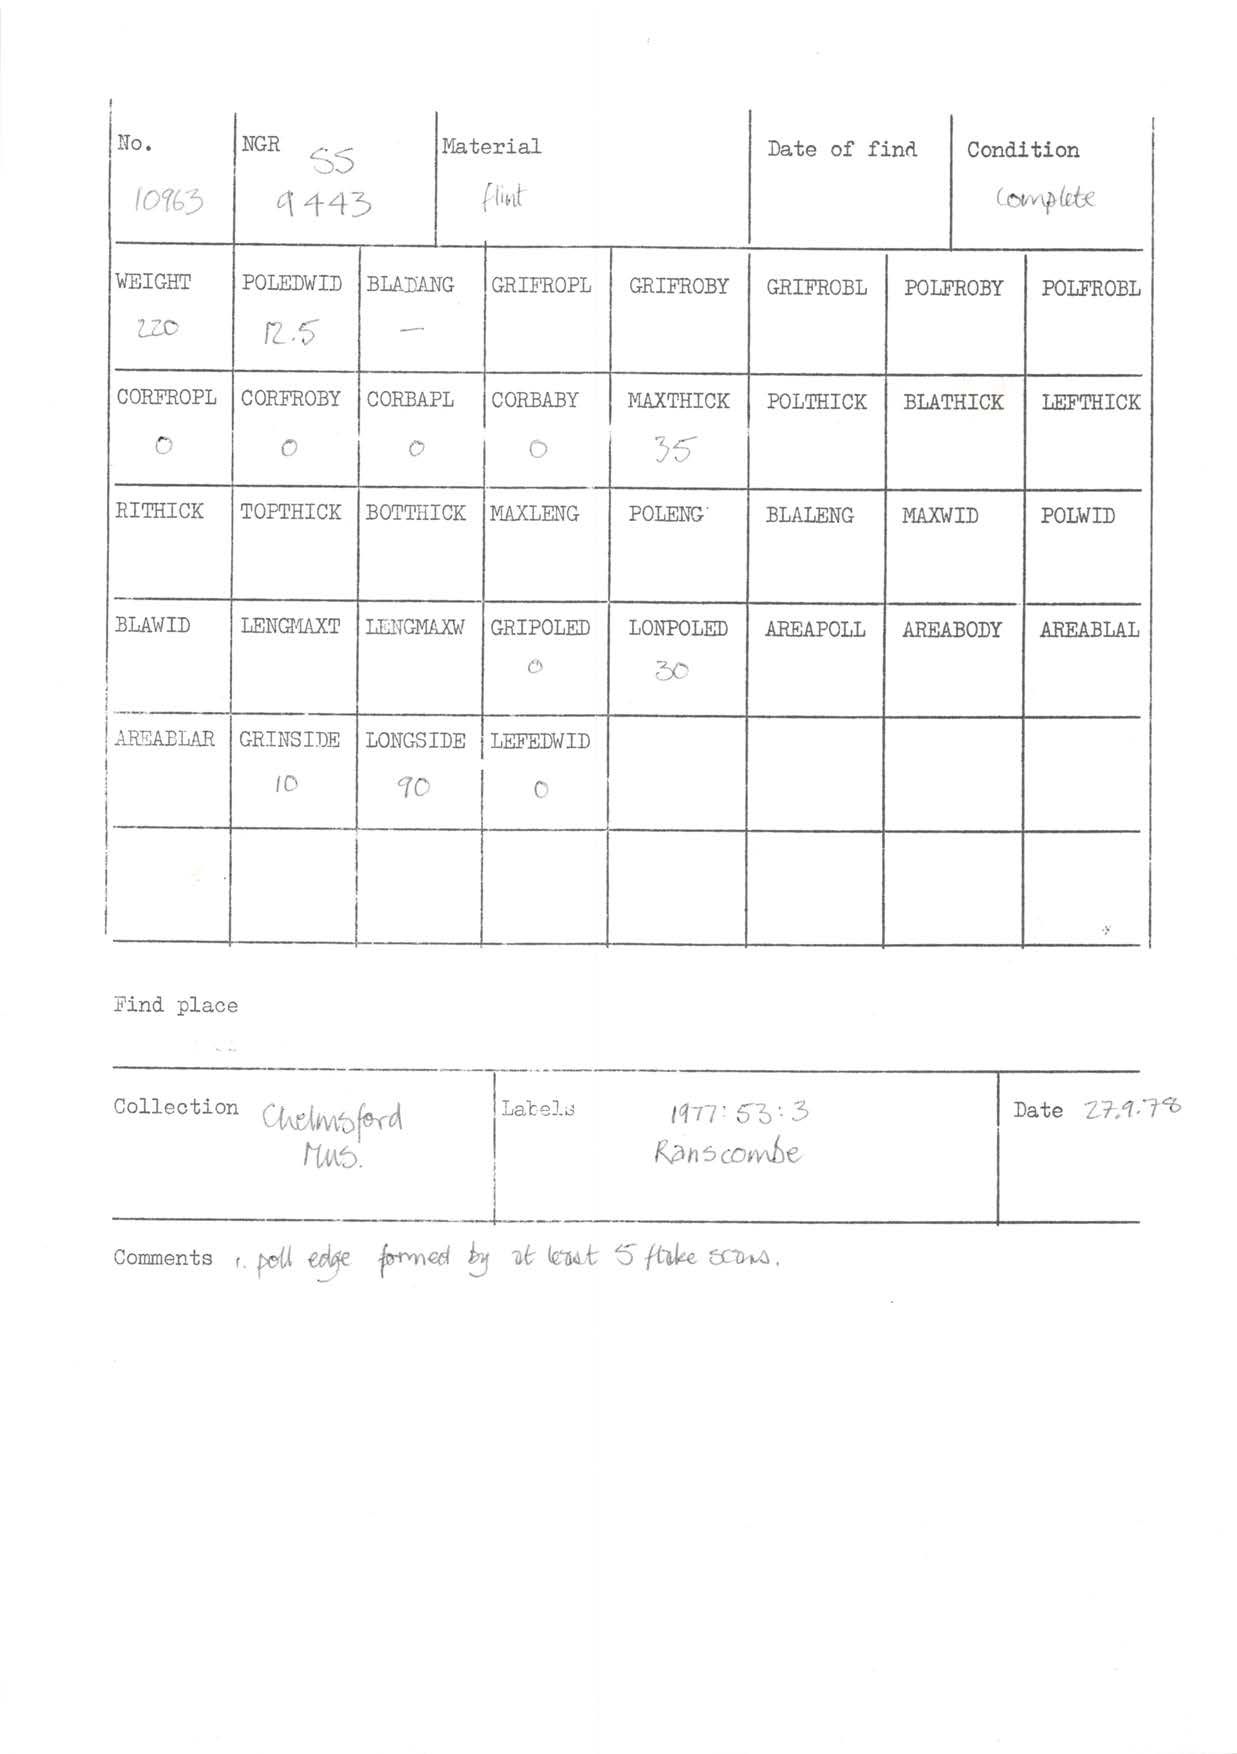 No. NGR SS Material Date of find Condition
10963 9443 flint Complete
WEIGHT POLEDWID BLADANG GRIFROPL GRIFROBY GRIFROBL POLFROBY POLFROBL
220 12.5 —
CORFROPL CORFROBY CORBAPL CORBABY MAXTHICK POLTHICK BLATHICK LEFTHICK
0 0 0 0 35
RITHICK TOPTHICK BOTTHICK MAXLENG POLENG BLALENG MAXWID POLWID
BLAWID LENGMAXT LENGMAXW GRIPOLED LONPOLED AREAPOLL AREABODY AREABLAL
0 30
AREABLAR GRINSIDE LONGSIDE LEFEDWID
10 90 0
Find place
Collection Chelmsford Labels 1977:53:3 Date 27.9.78
Mus. Ranscombe
Comments 1. poll edge formed by at least 5 flake scars.